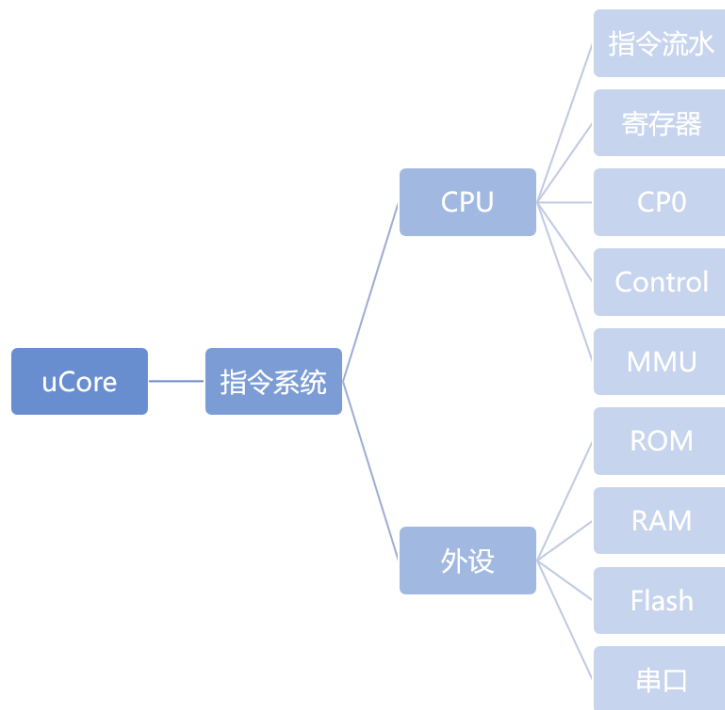 uCore
指令系统
CPU
指令流水
寄存器
CP0
Control
MMU
外设
ROM
RAM
Flash
串口